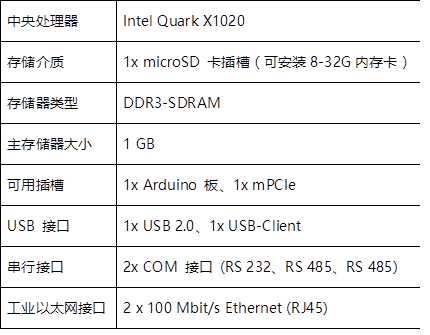 中央处理器 Intel Quark X1020
存储介质 1x microSD 卡插槽（可安装8-32G内存卡）
存储器类型 DDR3-SDRAM
主存储器大小 1 GB
可用插槽 1x Arduino 板、1x mPCIe
USB 接口 1x USB 2.0、1x USB-Client
串行接口 2x COM 接口 (RS 232、RS 485、RS 485)
工业以太网接口 2 x 100 Mbit/s Ethernet (RJ45)